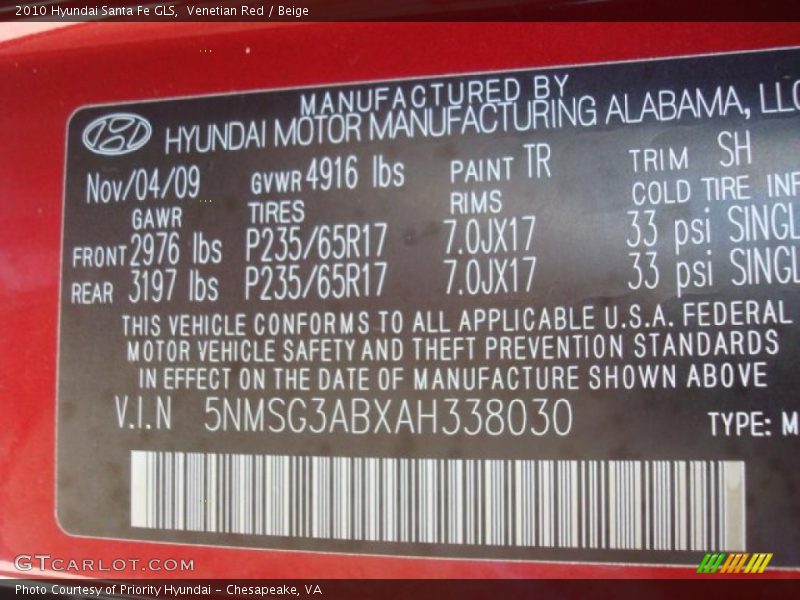 2010 Hyundai Santa Fe GLS,  Venetian Red / Beige
MANUFACTURED BY
HYUNDAI MOTOR MANUFACTURING ALABAMA, LLC
Nov/04/09 GVWR 4916 lbs PAINT TR TRIM SH
GAWR TIRES RIMS COLD TIRE INF
FRONT 2976 lbs P235/65R17 7.0JX17 33 psi SINGL
REAR 3197 lbs P235/65R17 7.0JX17 33 psi SINGL
THIS VEHICLE CONFORMS TO ALL APPLICABLE U.S.A. FEDERAL
MOTOR VEHICLE SAFETY AND THEFT PREVENTION STANDARDS
IN EFFECT ON THE DATE OF MANUFACTURE SHOWN ABOVE
V.I.N 5NMSG3ABXAH338030 TYPE: M
GTCARLOT.COM
Photo Courtesy of Priority Hyundai - Chesapeake, VA